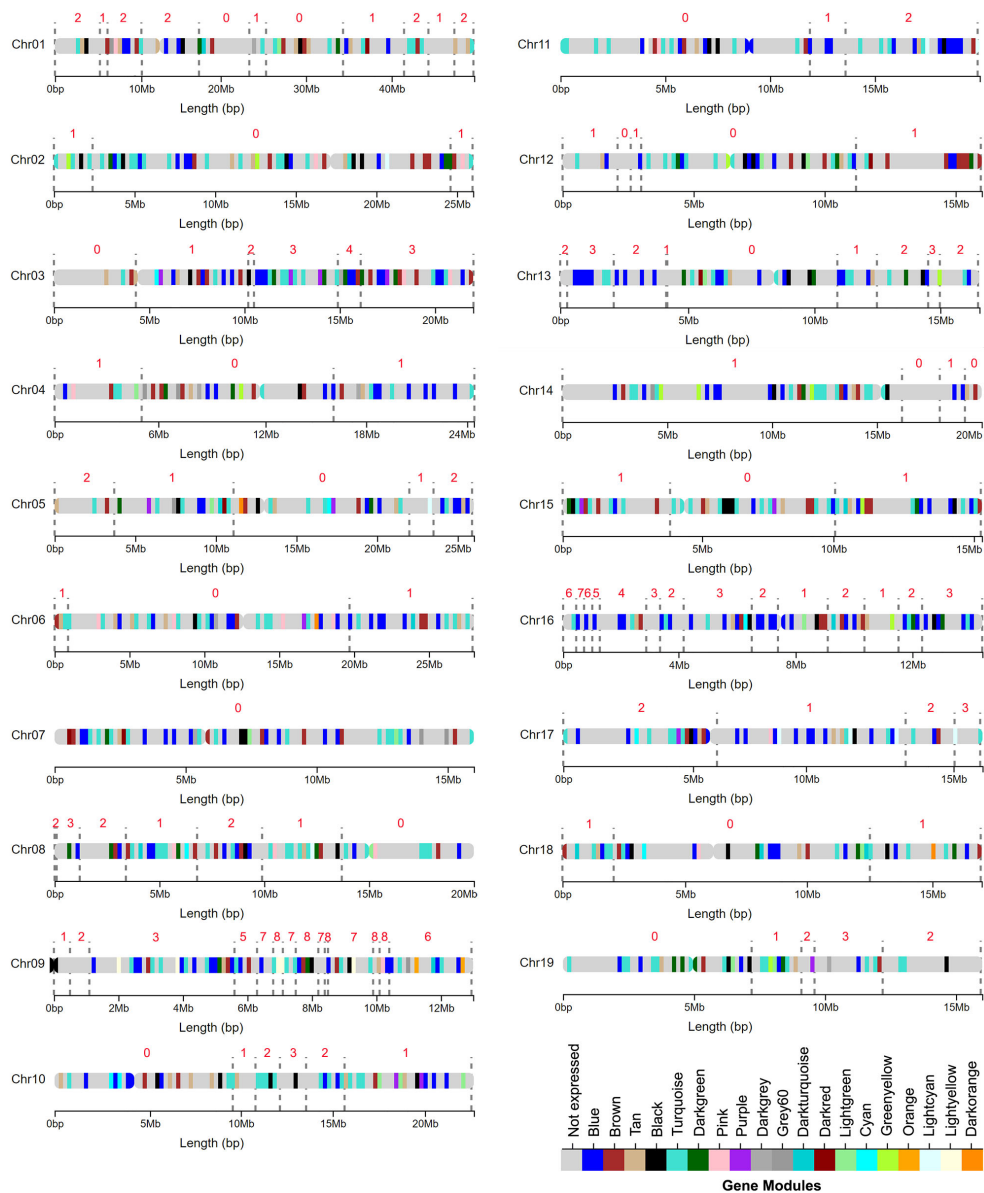 2 1 2 2 0 1 0 1 2 1 2
Chr01
0bp 10Mb 20Mb 30Mb 40Mb
Length (bp)
1 0 1
Chr02
0bp 5Mb 10Mb 15Mb 20Mb 25Mb
Length (bp)
0 1 2 3 4 3
Chr03
0bp 5Mb 10Mb 15Mb 20Mb
Length (bp)
1 0 1
Chr04
0bp 6Mb 12Mb 18Mb 24Mb
Length (bp)
2 1 0 1 2
Chr05
0bp 5Mb 10Mb 15Mb 20Mb 25Mb
Length (bp)
1 0 1
Chr06
0bp 5Mb 10Mb 15Mb 20Mb 25Mb
Length (bp)
0
Chr07
0bp 5Mb 10Mb 15Mb
Length (bp)
2 3 2 1 2 1 0
Chr08
0bp 5Mb 10Mb 15Mb 20Mb
Length (bp)
1 2 3 5 7 8 7 8 7 8 7 8 8 6
Chr09
0bp 2Mb 4Mb 6Mb 8Mb 10Mb 12Mb
Length (bp)
0 1 2 3 2 1
Chr10
0bp 5Mb 10Mb 15Mb 20Mb
Length (bp)
0 1 2
Chr11
0bp 5Mb 10Mb 15Mb
Length (bp)
1 0 1 0 1
Chr12
0bp 5Mb 10Mb 15Mb
Length (bp)
2 3 2 1 0 1 2 3 2
Chr13
0bp 5Mb 10Mb 15Mb
Length (bp)
1 0 1 0
Chr14
0bp 5Mb 10Mb 15Mb 20Mb
Length (bp)
1 0 1
Chr15
0bp 5Mb 10Mb 15Mb
Length (bp)
6 7 6 5 4 3 2 3 2 1 2 1 2 3
Chr16
0bp 4Mb 8Mb 12Mb
Length (bp)
2 1 2 3
Chr17
0bp 5Mb 10Mb 15Mb
Length (bp)
1 0 1
Chr18
0bp 5Mb 10Mb 15Mb
Length (bp)
0 1 2 3 2
Chr19
0bp 5Mb 10Mb 15Mb
Length (bp)
Not expressed
Blue
Brown
Tan
Black
Turquoise
Darkgreen
Pink
Purple
Darkgrey
Grey60
Darkturquoise
Darkred
Lightgreen
Cyan
Greenyellow
Orange
Lightcyan
Lightyellow
Darkorange
Gene Modules